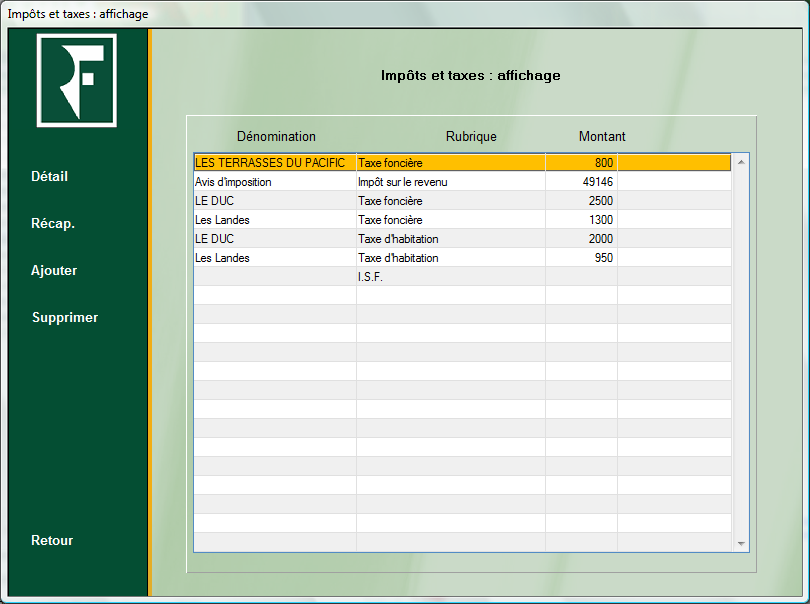 Impôts et taxes : affichage
F
Impôts et taxes : affichage
Détail
Récap.
Ajouter
Supprimer
Retour
Dénomination Rubrique Montant
LES TERRASSES DU PACIFIC Taxe foncière 800
Avis d'imposition Impôt sur le revenu 49146
LE DUC Taxe foncière 2500
Les Landes Taxe foncière 1300
LE DUC Taxe d'habitation 2000
Les Landes Taxe d'habitation 950
I.S.F.